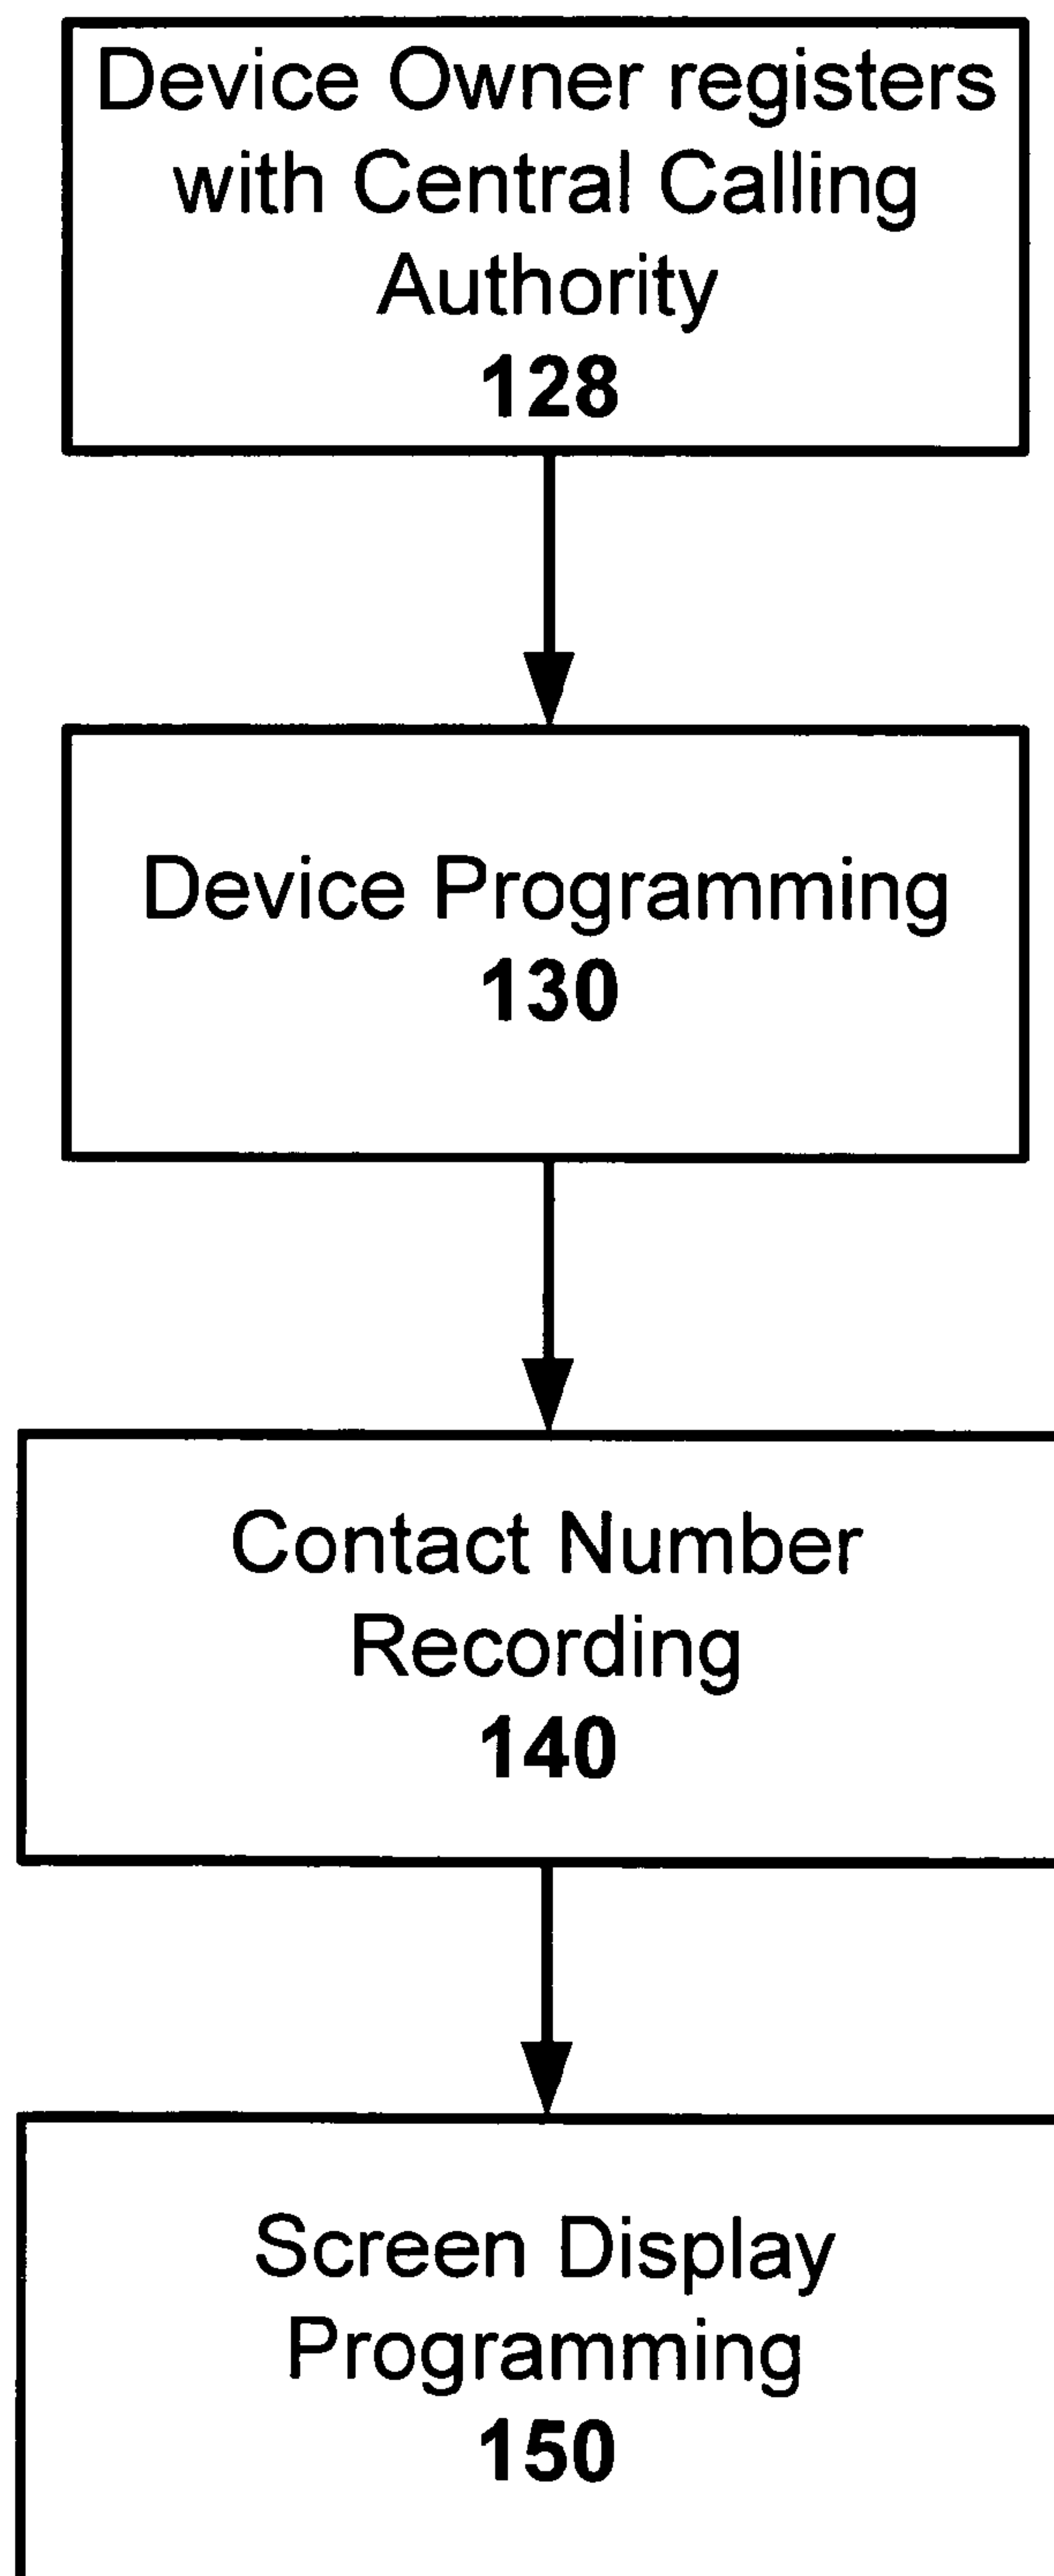 Device Owner registers
with Central Calling
Authority
128
Device Programming
130
Contact Number
Recording
140
Screen Display
Programming
150